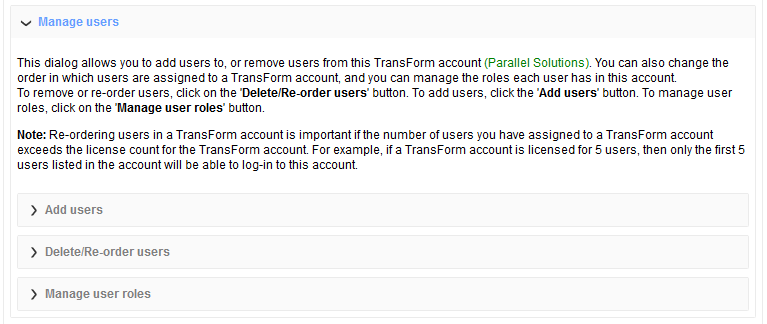 Manage users
This dialog allows you to add users to, or remove users from this TransForm account (Parallel Solutions). You can also change the
order in which users are assigned to a TransForm account, and you can manage the roles each user has in this account.
To remove or re-order users, click on the 'Delete/Re-order users' button. To add users, click the 'Add users' button. To manage user
roles, click on the 'Manage user roles' button.
Note: Re-ordering users in a TransForm account is important if the number of users you have assigned to a TransForm account
exceeds the license count for the TransForm account. For example, if a TransForm account is licensed for 5 users, then only the first 5
users listed in the account will be able to log-in to this account.
Add users
Delete/Re-order users
Manage user roles